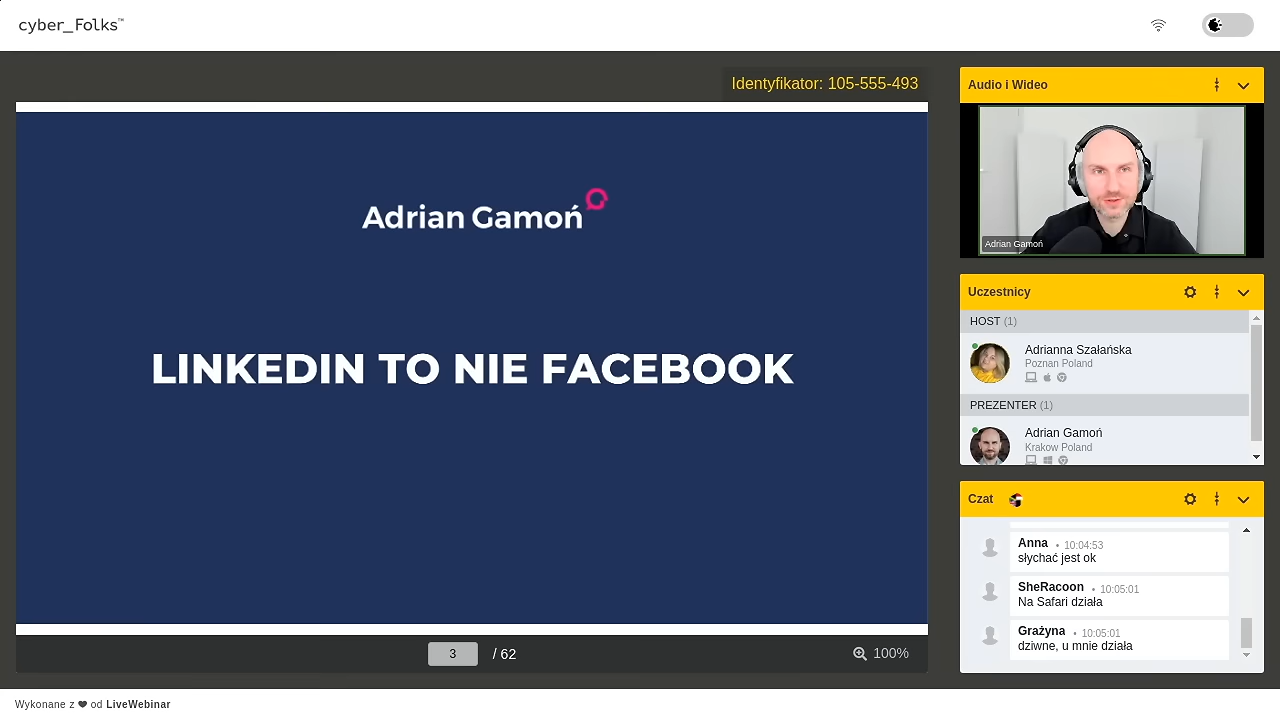 cyber_Folks™
Identyfikator: 105-555-493
Adrian Gamoń
LINKEDIN TO NIE FACEBOOK
3 / 62
100%
Audio i Wideo
Adrian Gamoń
Uczestnicy
HOST (1)
Adrianna Szałańska
Poznan Poland
PREZENTER (1)
Adrian Gamoń
Krakow Poland
Czat
Anna • 10:04:53
słychać jest ok
SheRacoon • 10:05:01
Na Safari działa
Grażyna • 10:05:01
dziwne, u mnie działa
Wykonane z ❤ od LiveWebinar